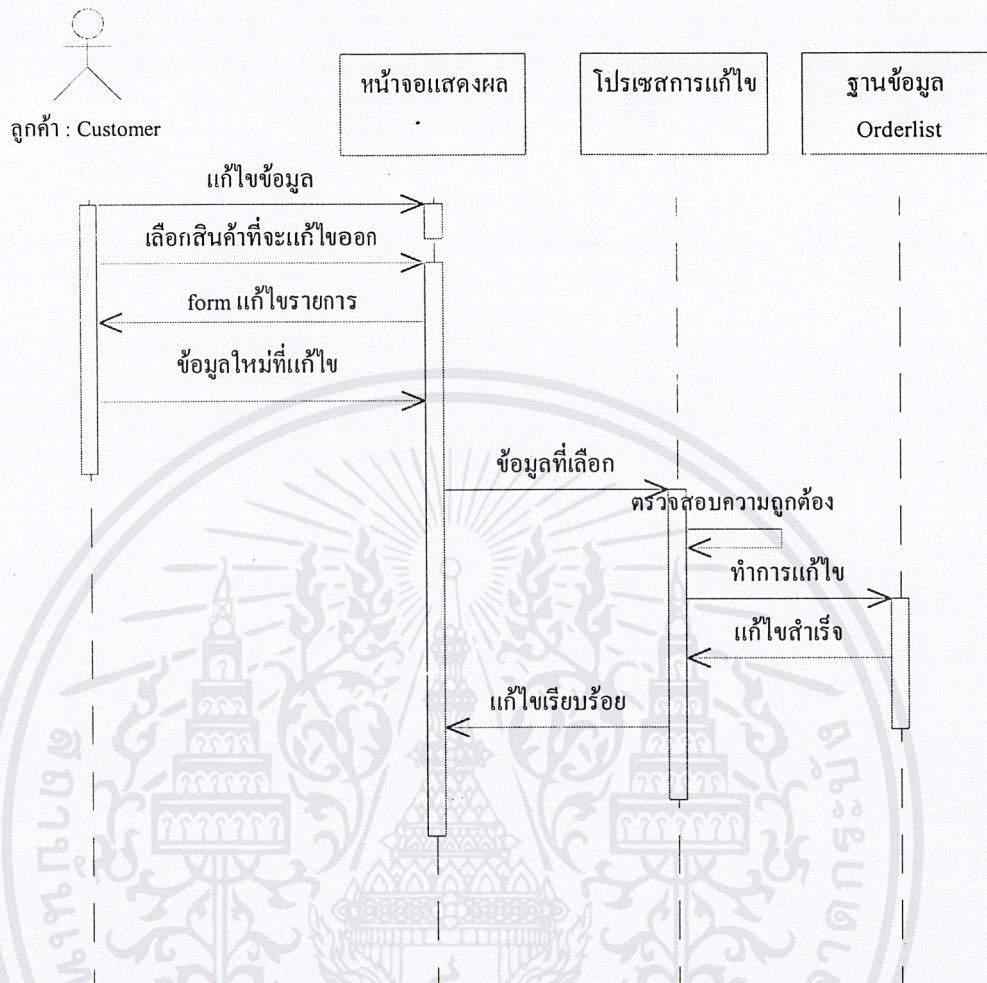 ลูกค้า : Customer
หน้าจอแสดงผล
โปรเซสการแก้ไข
ฐานข้อมูล
Orderlist
แก้ไขข้อมูล
เลือกสินค้าที่จะแก้ไขออก
form แก้ไขรายการ
ข้อมูลใหม่ที่แก้ไข
ข้อมูลที่เลือก
ตรวจสอบความถูกต้อง
ทำการแก้ไข
แก้ไขสำเร็จ
แก้ไขเรียบร้อย